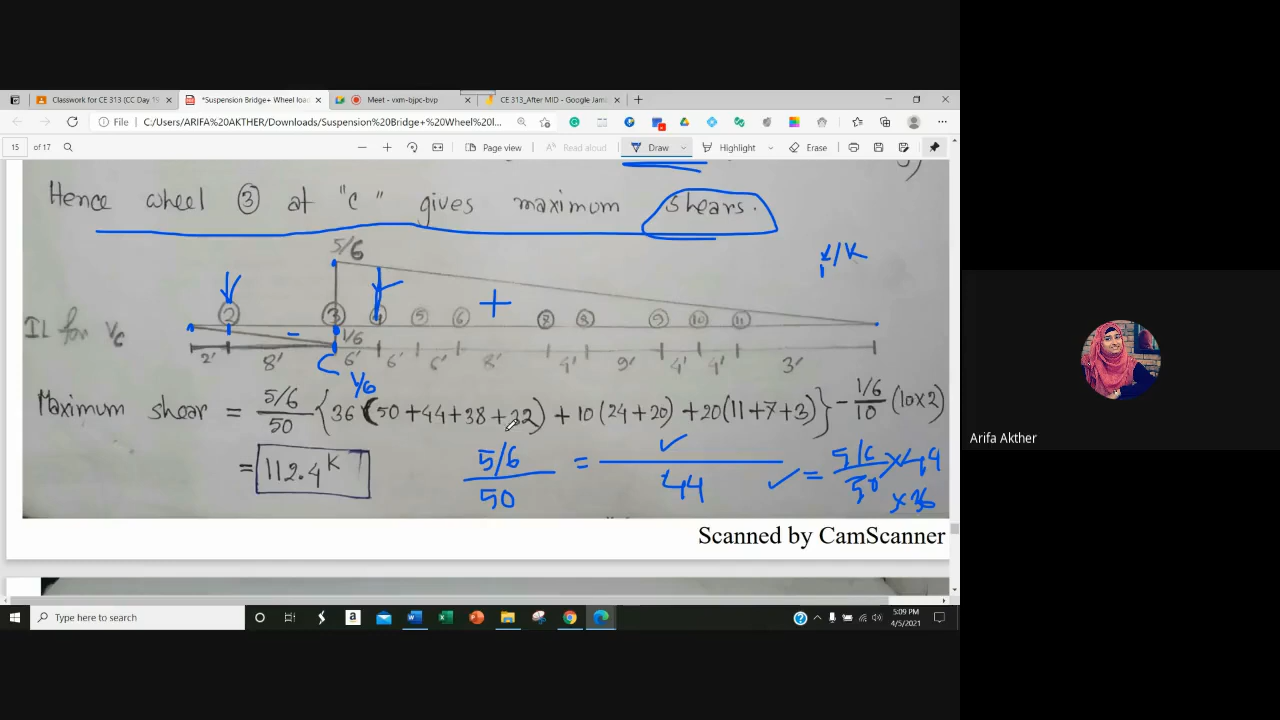 Classwork for CE 313 (CC Day 19
*Suspension Bridge+ Wheel loa
Meet - vxm-bjpc-bvp
CE 313_After MID - Google Jam
File
C:/Users/ARIFA%20AKTHER/Downloads/Suspension%20Bridge+%20Wheel%20l...
15 of 17
Page view
Read aloud
Draw
Highlight
Erase
Hence wheel ③ at "C" gives maximum shears.
5/6
K/K
② ③ ④ ⑤ ⑥ ⑦ ⑧ ⑨ ⑩ ⑪
+
IL for Vc
-
1/6
2' 8' 6' 6' 6' 8' 4' 9' 4' 4' 3'
C
1/6
Maximum shear = 5/6 / 50 {36 (50+44+38+32) + 10 (24+20) + 20 (11+7+3)} - 1/6 / 10 (10x2)
= 112.4 K
5/6 / 50 = ✓ / 44 ✓ = 5/6 / 50 x 44 x 36
Scanned by CamScanner
Arifa Akther
Type here to search
5:09 PM
4/5/2021